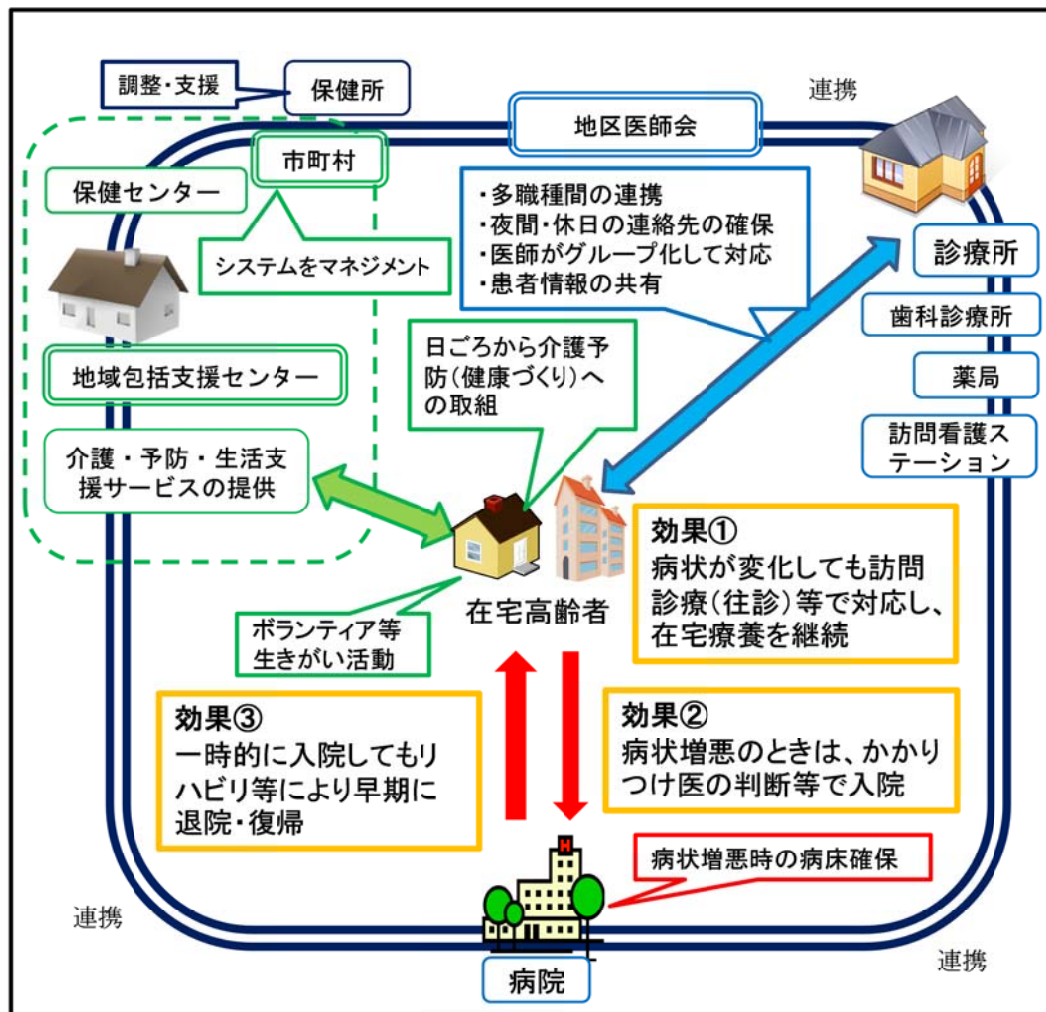 調整・支援
保健所
連携
地区医師会
市町村
保健センター
システムをマネジメント
・多職種間の連携
・夜間・休日の連絡先の確保
・医師がグループ化して対応
・患者情報の共有
診療所
歯科診療所
薬局
訪問看護ス
テーション
地域包括支援センター
日ごろから介護予
防(健康づくり)へ
の取組
介護・予防・生活支
援サービスの提供
在宅高齢者
ボランティア等
生きがい活動
効果①
病状が変化しても訪問
診療(往診)等で対応し、
在宅療養を継続
効果③
一時的に入院してもリ
ハビリ等により早期に
退院・復帰
効果②
病状増悪のときは、かかり
つけ医の判断等で入院
H
病状増悪時の病床確保
連携
病院
連携